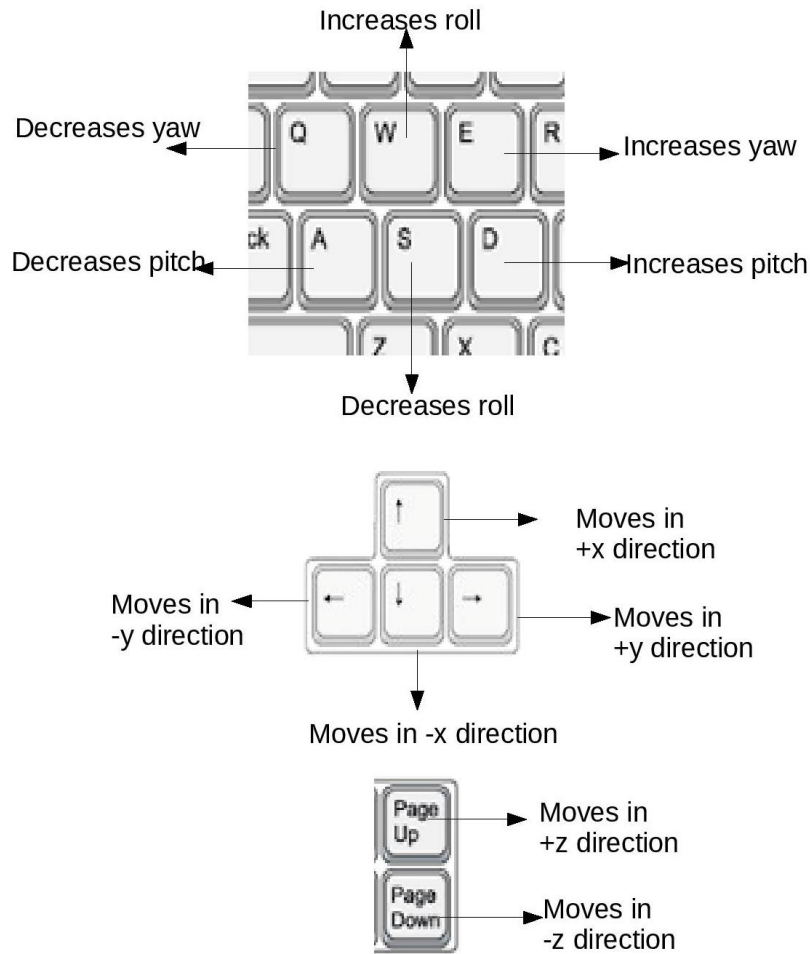 Increases roll
Decreases yaw
Q
W
E
R
Increases yaw
Decreases pitch
ck
A
S
D
Increases pitch
Z
X
C
Decreases roll
↑
Moves in
+x direction
Moves in
-y direction
←
↓
→
Moves in
+y direction
Moves in -x direction
Page
Up
Moves in
+z direction
Page
Down
Moves in
-z direction